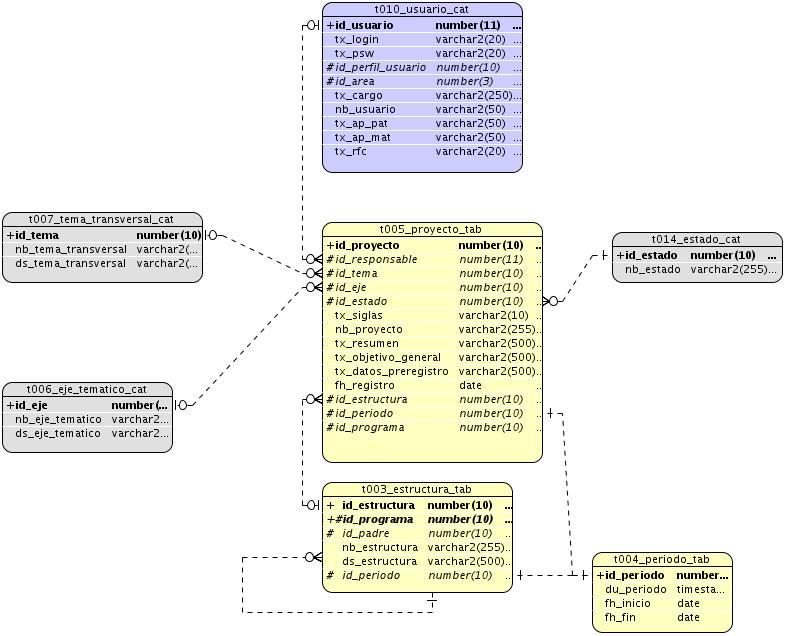 t010_usuario_cat
+id_usuario number(11) ...
tx_login varchar2(20) ...
tx_psw varchar2(20) ...
#id_perfil_usuario number(10) ...
#id_area number(3) ...
tx_cargo varchar2(250)...
nb_usuario varchar2(50) ...
tx_ap_pat varchar2(50) ...
tx_ap_mat varchar2(50) ...
tx_rfc varchar2(20) ...
t007_tema_transversal_cat
+id_tema number(10)
nb_tema_transversal varchar2(...
ds_tema_transversal varchar2(...
t005_proyecto_tab
+id_proyecto number(10) ..
#id_responsable number(11) ..
#id_tema number(10) ..
#id_eje number(10) ..
#id_estado number(10) ..
tx_siglas varchar2(10) ..
nb_proyecto varchar2(255)..
tx_resumen varchar2(500)..
tx_objetivo_general varchar2(500)..
tx_datos_preregistro varchar2(500)..
fh_registro date ..
#id_estructura number(10) ..
#id_periodo number(10) ..
#id_programa number(10) ..
t014_estado_cat
+id_estado number(10) ...
nb_estado varchar2(255)...
t006_eje_tematico_cat
+id_eje number(...
nb_eje_tematico varchar2...
ds_eje_tematico varchar2...
t003_estructura_tab
+ id_estructura number(10) ...
+#id_programa number(10) ...
# id_padre number(10) ..
nb_estructura varchar2(255)..
ds_estructura varchar2(500)..
# id_periodo number(10) ..
t004_periodo_tab
+id_periodo number...
du_periodo timesta...
fh_inicio date
fh_fin date